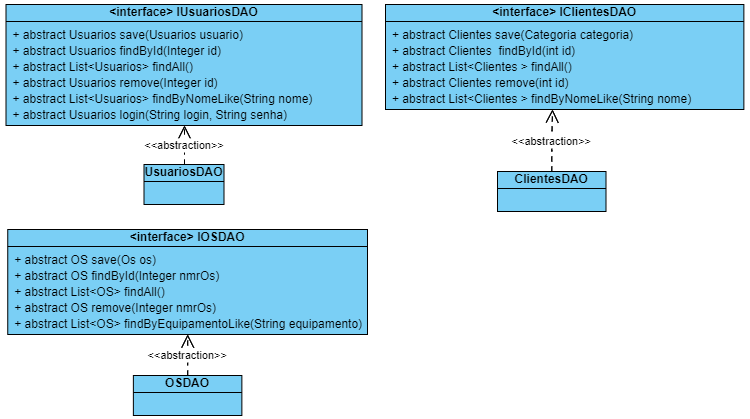 <interface> IUsuariosDAO
+ abstract Usuarios save(Usuarios usuario)
+ abstract Usuarios findById(Integer id)
+ abstract List<Usuarios> findAll()
+ abstract Usuarios remove(Integer id)
+ abstract List<Usuarios> findByNomeLike(String nome)
+ abstract Usuarios login(String login, String senha)
<<abstraction>>
UsuariosDAO
<interface> IClientesDAO
+ abstract Clientes save(Categoria categoria)
+ abstract Clientes  findById(int id)
+ abstract List<Clientes > findAll()
+ abstract Clientes remove(int id)
+ abstract List<Clientes > findByNomeLike(String nome)
<<abstraction>>
ClientesDAO
<interface> IOSDAO
+ abstract OS save(Os os)
+ abstract OS findById(Integer nmrOs)
+ abstract List<OS> findAll()
+ abstract OS remove(Integer nmrOs)
+ abstract List<OS> findByEquipamentoLike(String equipamento)
<<abstraction>>
OSDAO